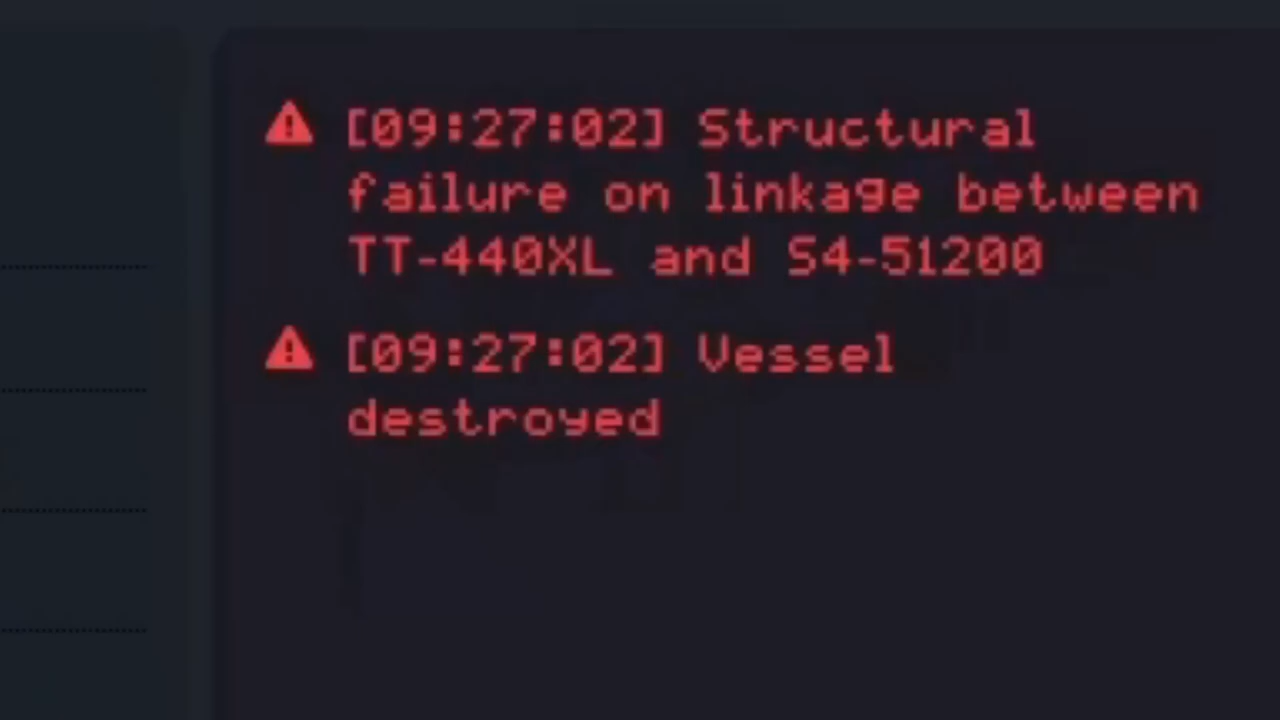 [09:27:02] Structural
failure on linkage between
TT-440XL and S4-51200
[09:27:02] Vessel
destroyed